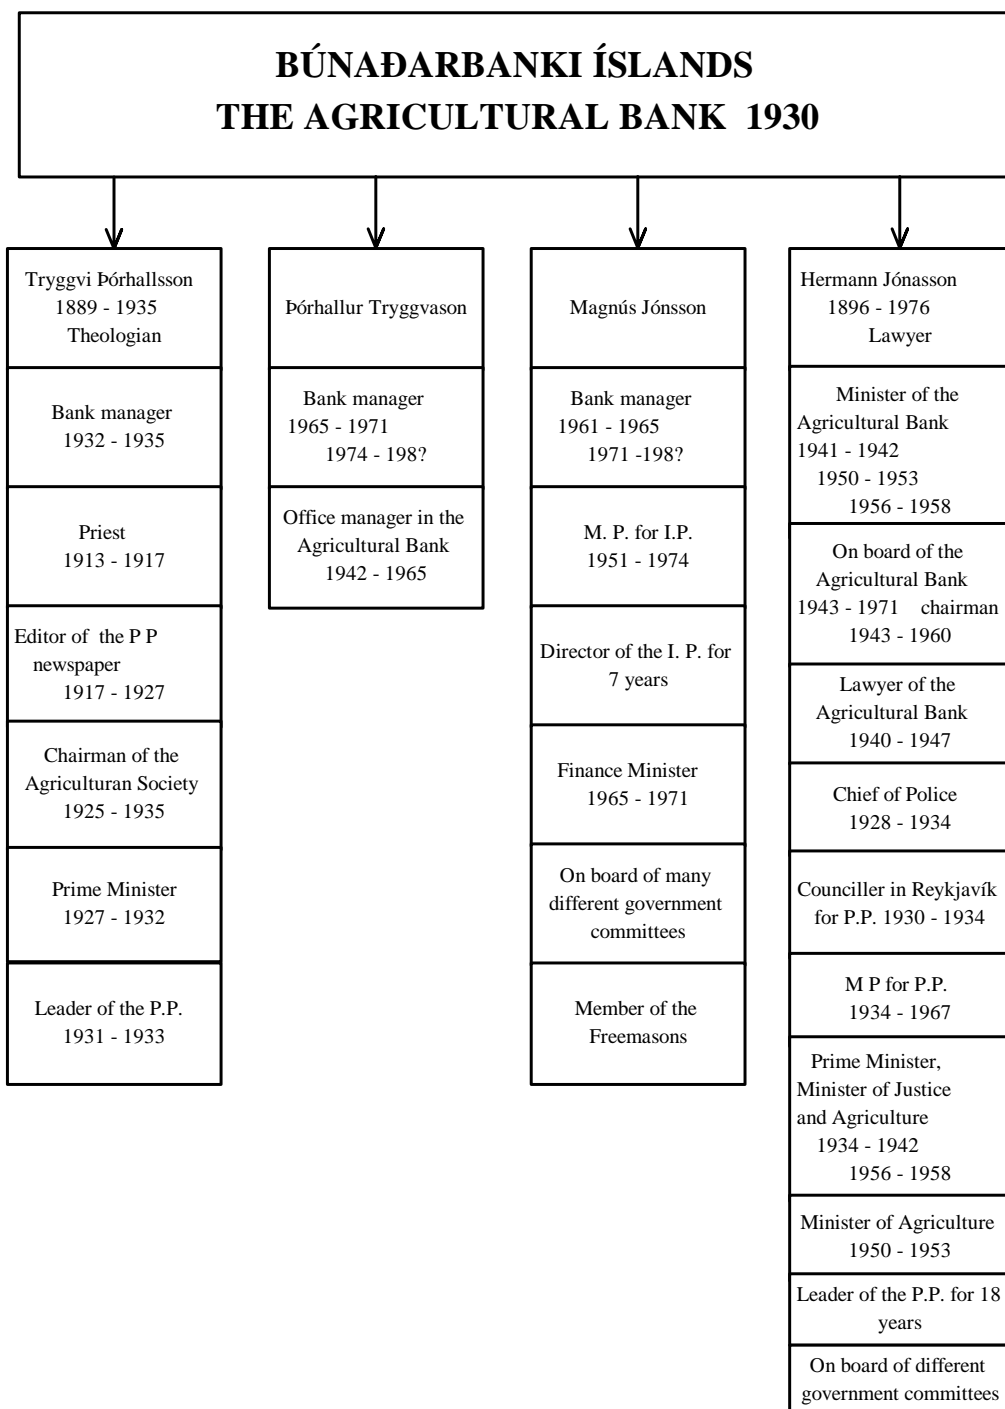 BÚNAÐARBANKI ÍSLANDS
THE AGRICULTURAL BANK 1930
Tryggvi Þórhallsson
1889 - 1935
Theologian
Bank manager
1932 - 1935
Priest
1913 - 1917
Editor of the P P
newspaper
1917 - 1927
Chairman of the
Agriculturan Society
1925 - 1935
Prime Minister
1927 - 1932
Leader of the P.P.
1931 - 1933
Þórhallur Tryggvason
Bank manager
1965 - 1971
1974 - 198?
Office manager in the
Agricultural Bank
1942 - 1965
Magnús Jónsson
Bank manager
1961 - 1965
1971 -198?
M. P. for I.P.
1951 - 1974
Director of the I. P. for
7 years
Finance Minister
1965 - 1971
On board of many
different government
committees
Member of the
Freemasons
Hermann Jónasson
1896 - 1976
Lawyer
Minister of the
Agricultural Bank
1941 - 1942
1950 - 1953
1956 - 1958
On board of the
Agricultural Bank
1943 - 1971 chairman
1943 - 1960
Lawyer of the
Agricultural Bank
1940 - 1947
Chief of Police
1928 - 1934
Counciller in Reykjavík
for P.P. 1930 - 1934
M P for P.P.
1934 - 1967
Prime Minister,
Minister of Justice
and Agriculture
1934 - 1942
1956 - 1958
Minister of Agriculture
1950 - 1953
Leader of the P.P. for 18
years
On board of different
government committees